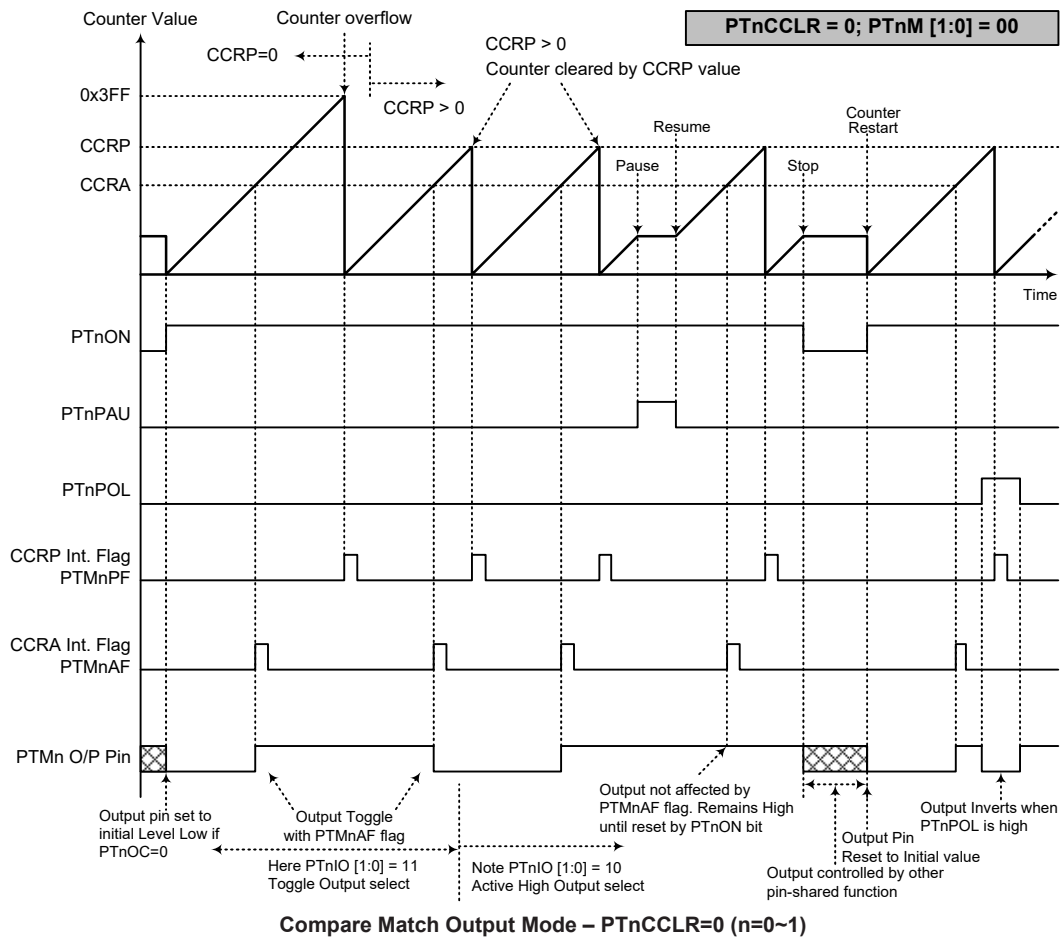 Counter Value
Counter overflow
PTnCCLR = 0; PTnM [1:0] = 00
CCRP=0
CCRP > 0
CCRP > 0
Counter cleared by CCRP value
0x3FF
CCRP
CCRA
Pause
Resume
Stop
Counter
Restart
Time
PTnON
PTnPAU
PTnPOL
CCRP Int. Flag
PTMnPF
CCRA Int. Flag
PTMnAF
PTMn O/P Pin
Output pin set to
initial Level Low if
PTnOC=0
Output Toggle
with PTMnAF flag
Here PTnIO [1:0] = 11
Toggle Output select
Note PTnIO [1:0] = 10
Active High Output select
Output not affected by
PTMnAF flag. Remains High
until reset by PTnON bit
Output Pin
Reset to Initial value
Output controlled by other
pin-shared function
Output Inverts when
PTnPOL is high
Compare Match Output Mode – PTnCCLR=0 (n=0~1)